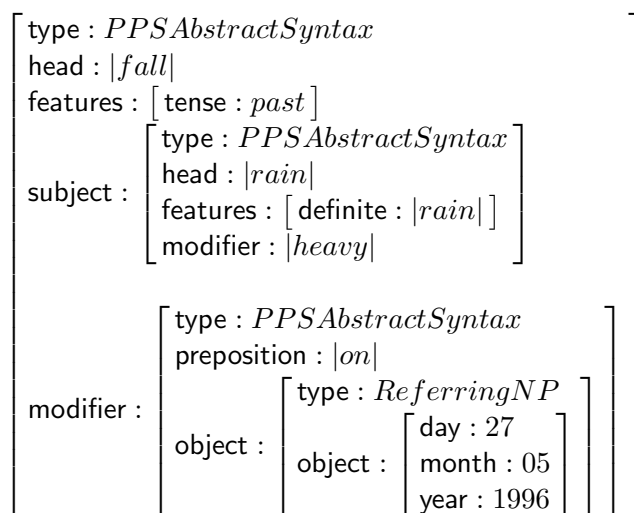 type : PPSAbstractSyntax
head : |fall|
features : [ tense : past ]
subject : [ type : PPSAbstractSyntax
head : |rain|
features : [ definite : |rain| ]
modifier : |heavy| ]
modifier : [ type : PPSAbstractSyntax
preposition : |on|
object : [ type : ReferringNP
object : [ day : 27
month : 05
year : 1996